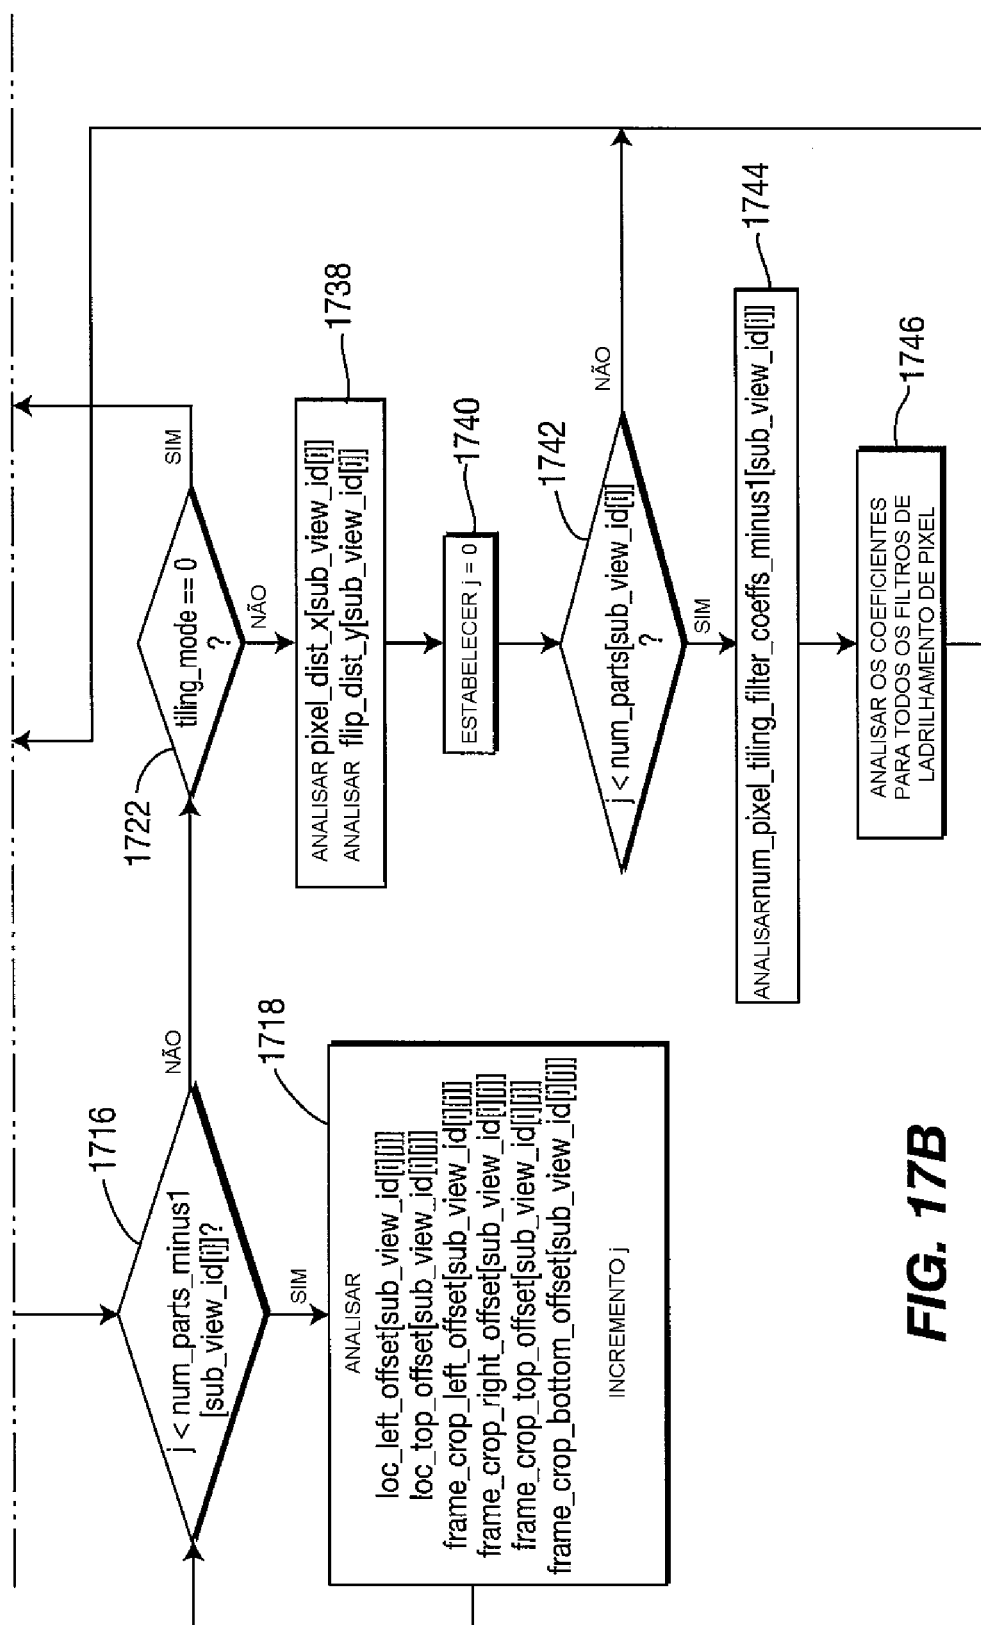 1716
j < num_parts_minus1
[sub_view_id[i]]?
NÃO
SIM
1718
ANALISAR
loc_left_offset[sub_view_id[i][j]]
loc_top_offset[sub_view_id[i][j]]
frame_crop_left_offset[sub_view_id[i][j]]
frame_crop_right_offset[sub_view_id[i][j]]
frame_crop_top_offset[sub_view_id[i][j]]
frame_crop_bottom_offset[sub_view_id[i][j]]
INCREMENTO j
1722
tiling_mode == 0
?
SIM
NÃO
1738
ANALISAR pixel_dist_x[sub_view_id[i]]
ANALISAR flip_dist_y[sub_view_id[i]]
1740
ESTABELECER j = 0
1742
j < num_parts[sub_view_id[i]]
?
NÃO
SIM
1744
ANALISAR num_pixel_tiling_filter_coeffs_minus1[sub_view_id[i]]
1746
ANALISAR OS COEFICIENTES
PARA TODOS OS FILTROS DE
LADRILHAMENTO DE PIXEL
FIG. 17B